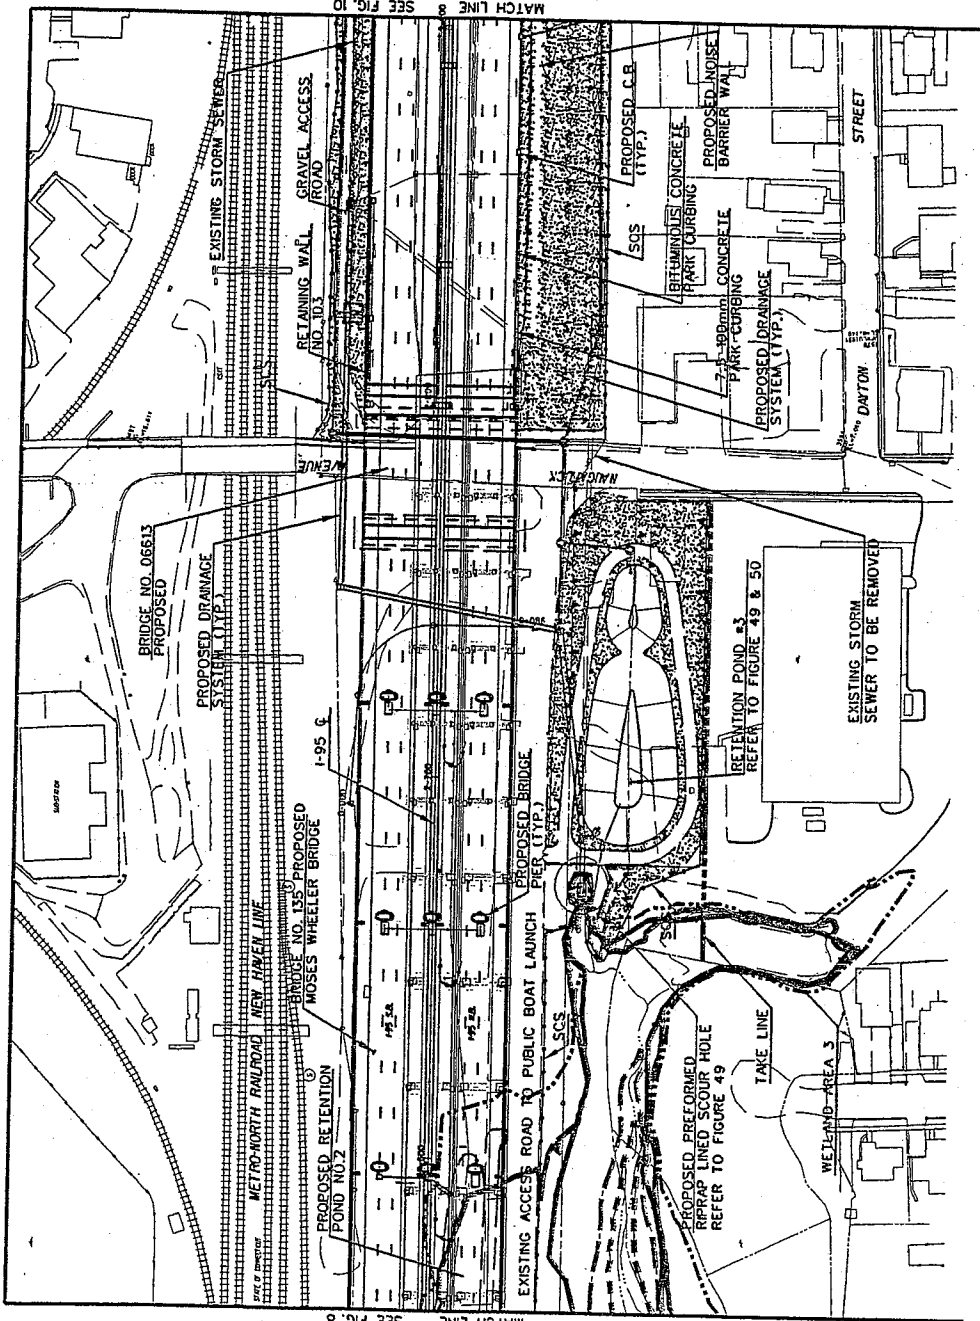 MATCH LINE 8 SEE FIG. 10
EXISTING STORM SEWER
GRAVEL ACCESS
ROAD
RETAINING WALL
NO. 103
SCS
PROPOSED C.B.
(TYP.)
PROPOSED NOISE
BARRIER WALL
BITUMINOUS CONCRETE
PARK CURBING
SCS
CONCRETE
PARK CURBING
PROPOSED DRAINAGE
SYSTEM (TYP.)
STREET
DAYTON
AVENUE
NAUGATUCK
BRIDGE NO. 06613
PROPOSED
PROPOSED DRAINAGE
SYSTEM (TYP.)
I-95 ℄
EXISTING STORM
SEWER TO BE REMOVED
RETENTION POND #3
REFER TO FIGURE 49 & 50
PROPOSED BRIDGE
PIER (TYP.)
BRIDGE NO. 135 PROPOSED
MOSES WHEELER BRIDGE
METRO-NORTH RAILROAD NEW HAVEN LINE
STATE OF CONNECTICUT
I-95 S.B.
PROPOSED RETENTION
POND NO.2
EXISTING ACCESS ROAD TO PUBLIC BOAT LAUNCH
SCS
PROPOSED PREFORMED
RIPRAP LINED SCOUR HOLE
REFER TO FIGURE 49
TAKE LINE
WETLAND AREA 3
SEE FIG. 8